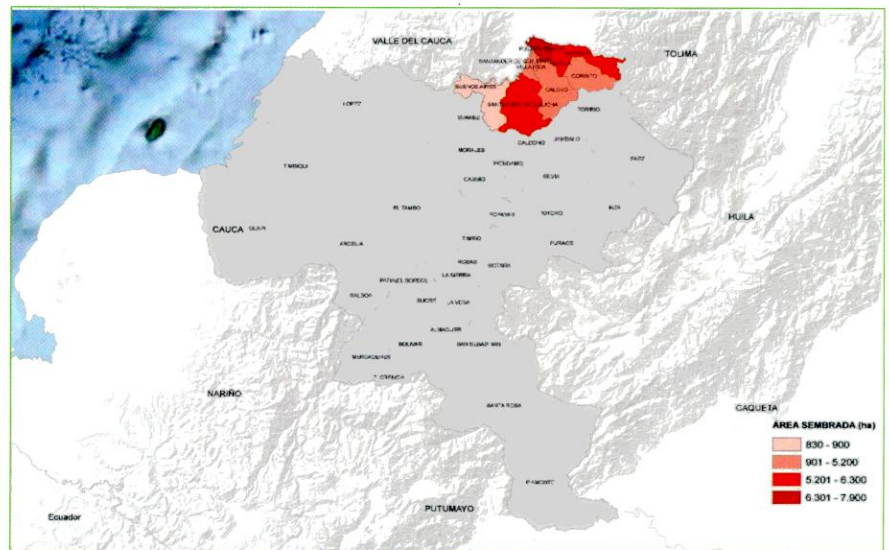 VALLE DEL CAUCA
TOLIMA
CORINTO
BUENOS AIRES
CALOTO
LOPEZ
TORIBIO
SUAREZ
CALDONO
JAMBALO
MORALES
PAEZ
PIENDAMO
TIMBIQUI
CAJIBIO
SILVIA
EL TAMBO
INZA
POPAYAN
TOTORO
HUILA
CAUCA
GUAPI
TIMBIO
ARGELIA
PURACE
ROSAS
SOTARA
LA SIERRA
PATIA (EL BORDO)
BALBOA
SUCRE
LA VEGA
ALMAGUER
BOLIVAR
SAN SEBASTIAN
MERCADERES
FLORENCIA
NARIÑO
SANTA ROSA
CAQUETA
ÁREA SEMBRADA (ha)
830 - 900
901 - 5.200
5.201 - 6.300
6.301 - 7.900
PIAMONTE
PUTUMAYO
Ecuador